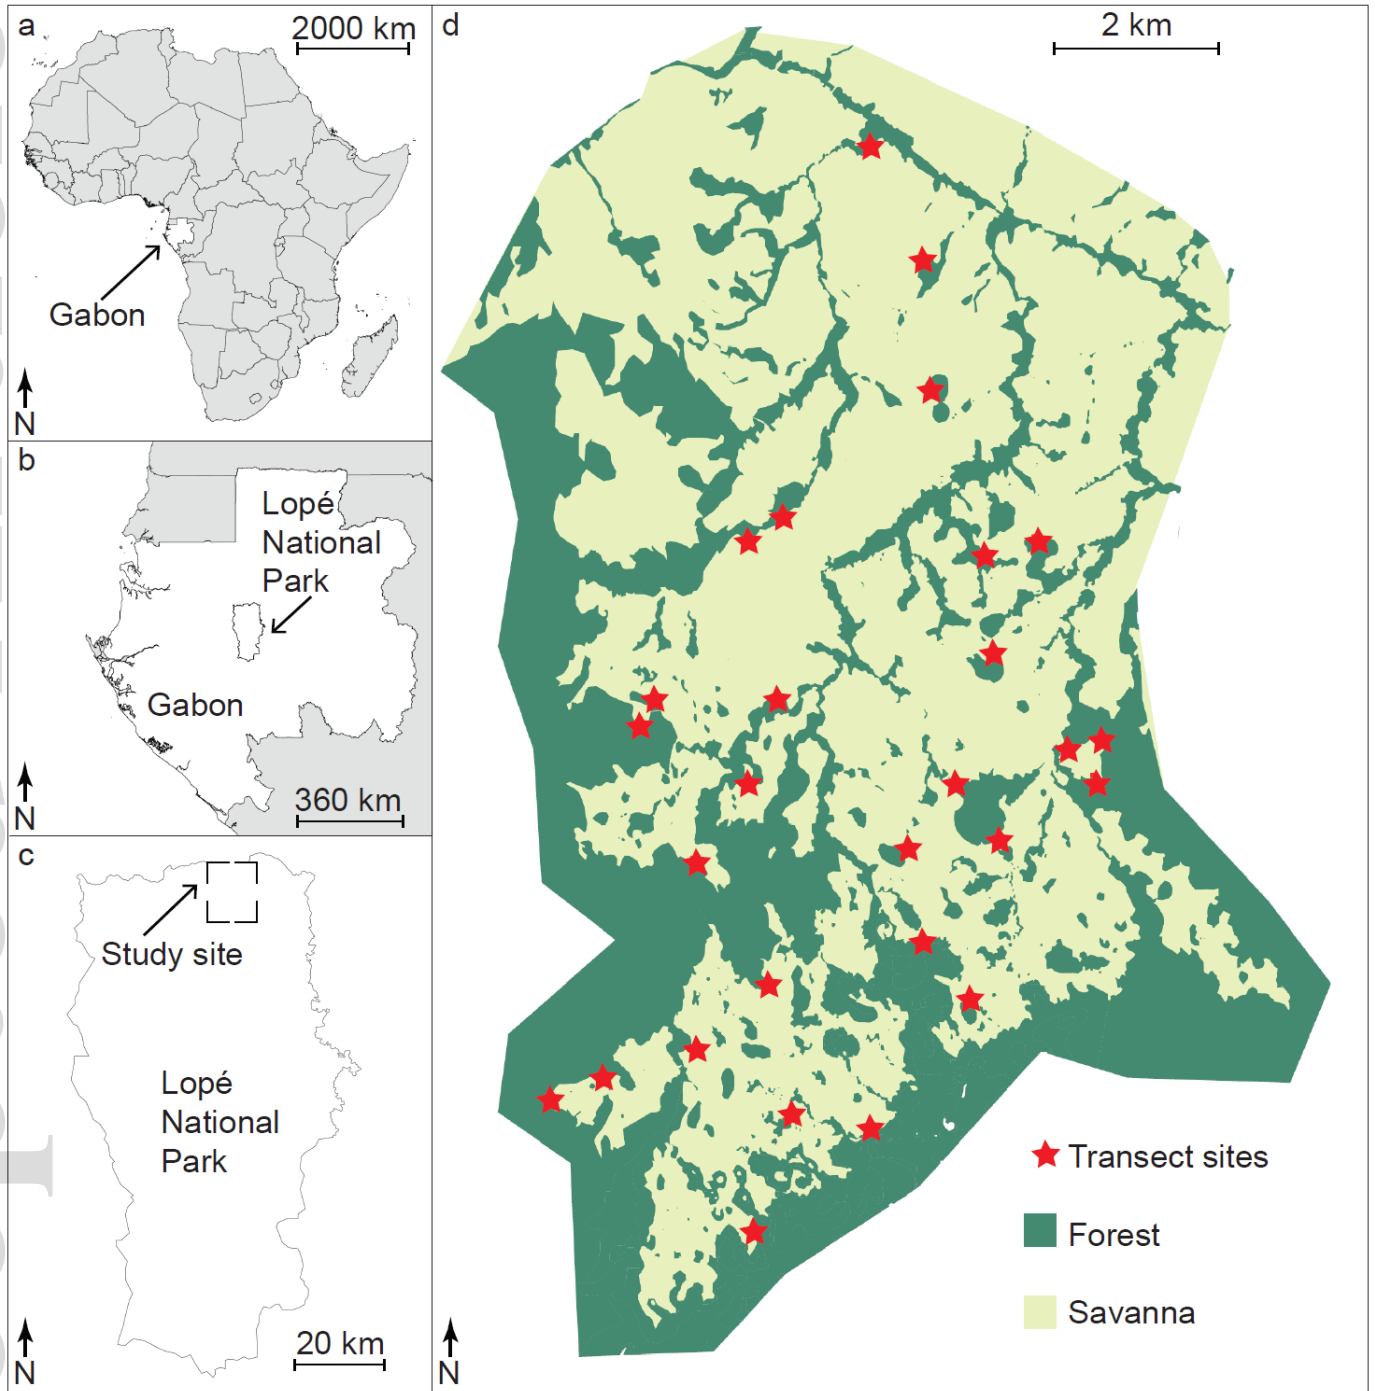 a
2000 km
Gabon
N
b
Lopé
National
Park
Gabon
360 km
N
c
Study site
Lopé
National
Park
20 km
N
d
2 km
Transect sites
Forest
Savanna
N